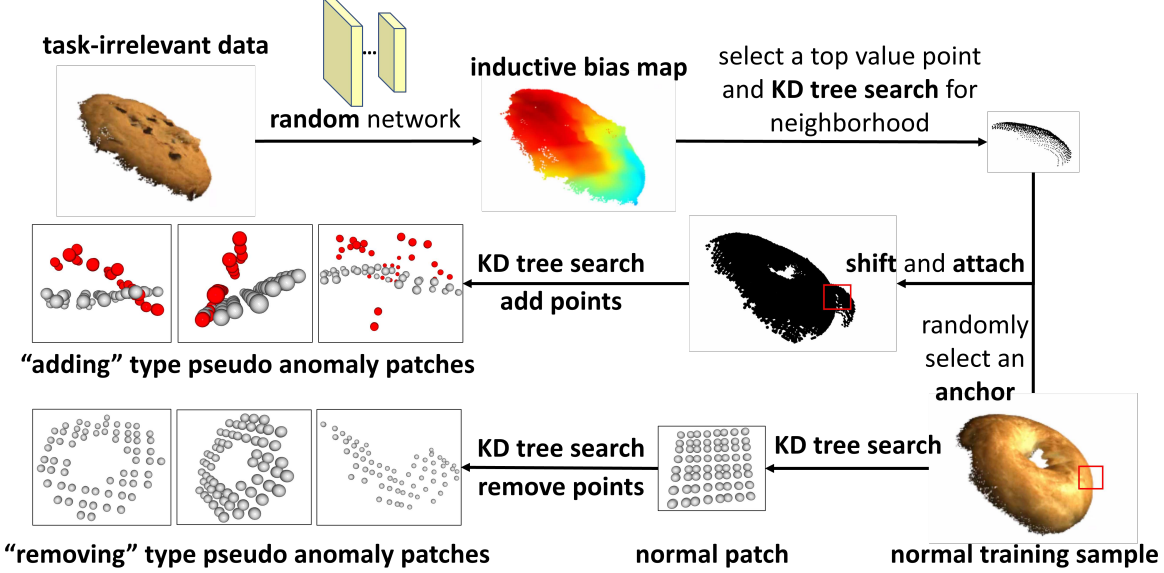 task-irrelevant data
...
random network
inductive bias map
select a top value point
and KD tree search for
neighborhood
KD tree search
add points
shift and attach
"adding" type pseudo anomaly patches
randomly
select an
anchor
KD tree search
remove points
KD tree search
"removing" type pseudo anomaly patches
normal patch
normal training sample